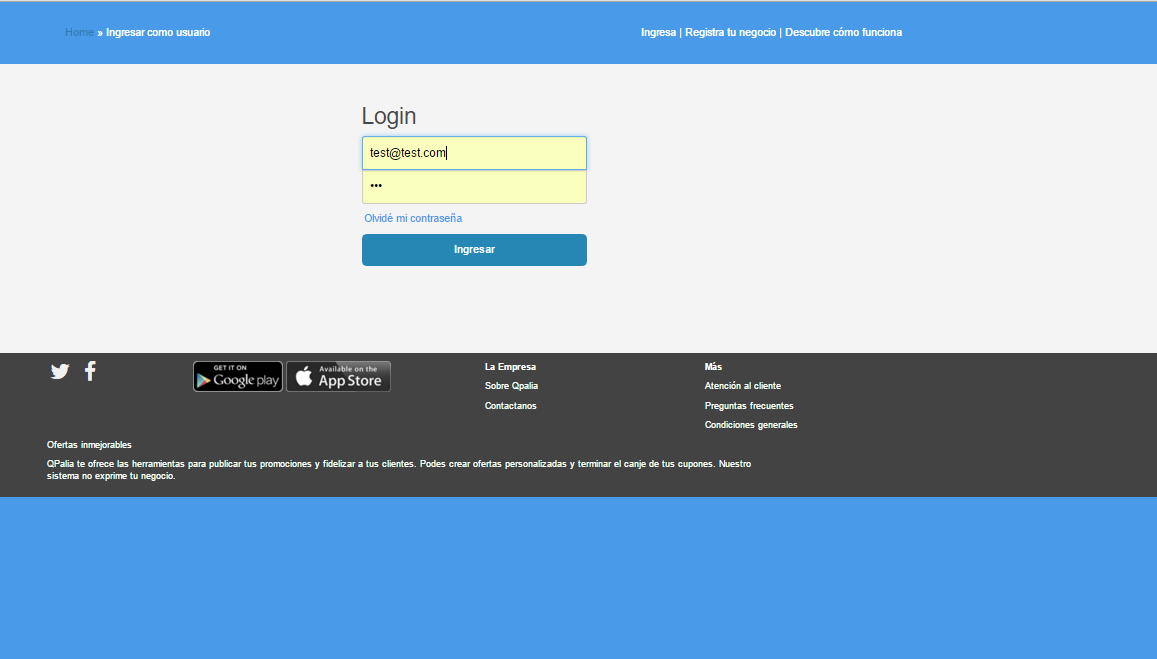 Home » Ingresar como usuario
Ingresa | Registra tu negocio | Descubre cómo funciona
Login
test@test.com
•••
Olvidé mi contraseña
Ingresar
GET IT ON
Google play
Available on the
App Store
La Empresa
Sobre Qpalia
Contactanos
Más
Atención al cliente
Preguntas frecuentes
Condiciones generales
Ofertas inmejorables
QPalia te ofrece las herramientas para publicar tus promociones y fidelizar a tus clientes. Podes crear ofertas personalizadas y terminar el canje de tus cupones. Nuestro
sistema no exprime tu negocio.